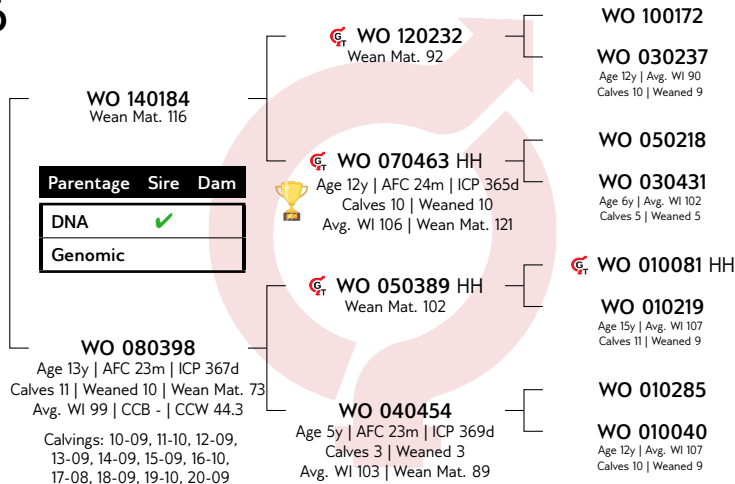 WO 140184
Wean Mat. 116
Parentage Sire Dam
DNA ✔
Genomic
WO 080398
Age 13y | AFC 23m | ICP 367d
Calves 11 | Weaned 10 | Wean Mat. 73
Avg. WI 99 | CCB - | CCW 44.3
Calvings: 10-09, 11-10, 12-09,
13-09, 14-09, 15-09, 16-10,
17-08, 18-09, 19-10, 20-09
GT WO 120232
Wean Mat. 92
GT WO 070463 HH
Age 12y | AFC 24m | ICP 365d
Calves 10 | Weaned 10
Avg. WI 106 | Wean Mat. 121
GT WO 050389 HH
Wean Mat. 102
WO 040454
Age 5y | AFC 23m | ICP 369d
Calves 3 | Weaned 3
Avg. WI 103 | Wean Mat. 89
WO 100172
WO 030237
Age 12y | Avg. WI 90
Calves 10 | Weaned 9
WO 050218
WO 030431
Age 6y | Avg. WI 102
Calves 5 | Weaned 5
GT WO 010081 HH
WO 010219
Age 15y | Avg. WI 107
Calves 11 | Weaned 9
WO 010285
WO 010040
Age 12y | Avg. WI 107
Calves 10 | Weaned 9